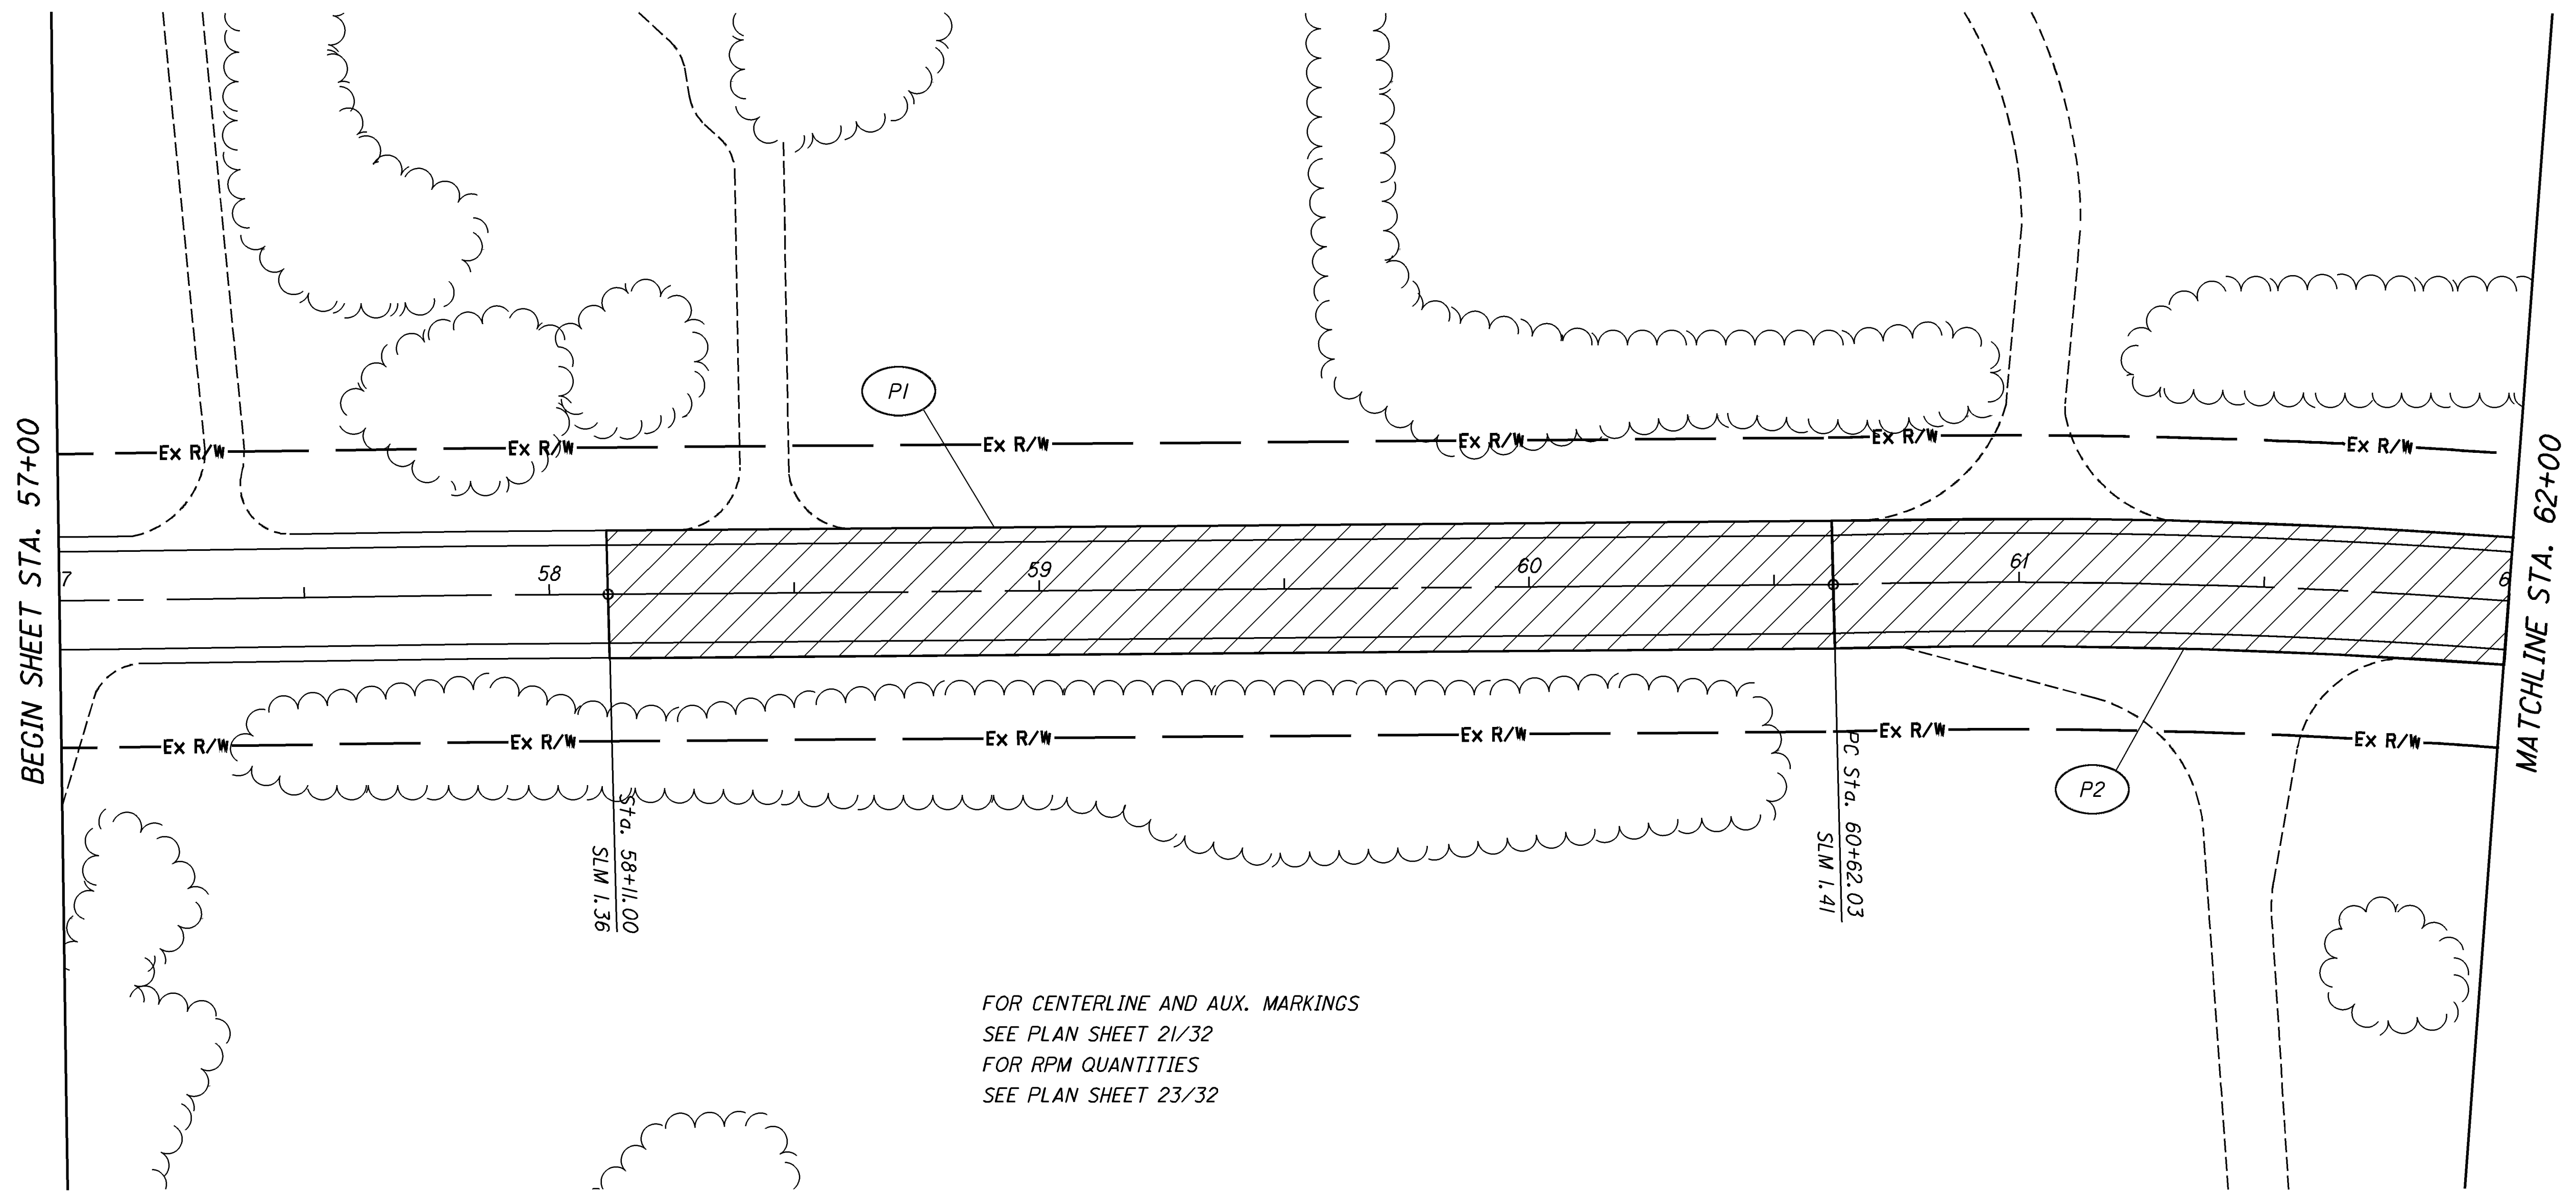 P1
Ex R/W
Ex R/W
Ex R/W
Ex R/W
Ex R/W
Ex R/W
BEGIN SHEET STA. 57+00
MATCHLINE STA. 62+00
7
58
59
60
61
6
Ex R/W
Ex R/W
Ex R/W
Ex R/W
Ex R/W
Ex R/W
P2
Sta. 58+11.00
SLM 1.36
PC Sta. 60+62.03
SLM 1.41
FOR CENTERLINE AND AUX. MARKINGS
SEE PLAN SHEET 21/32
FOR RPM QUANTITIES
SEE PLAN SHEET 23/32